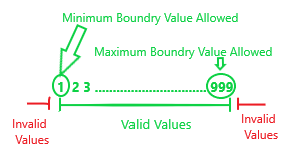 Minimum Boundry Value Allowed
Maximum Boundry Value Allowed
1 2 3 ........................................ 999
Invalid
Values
Valid Values
Invalid
Values